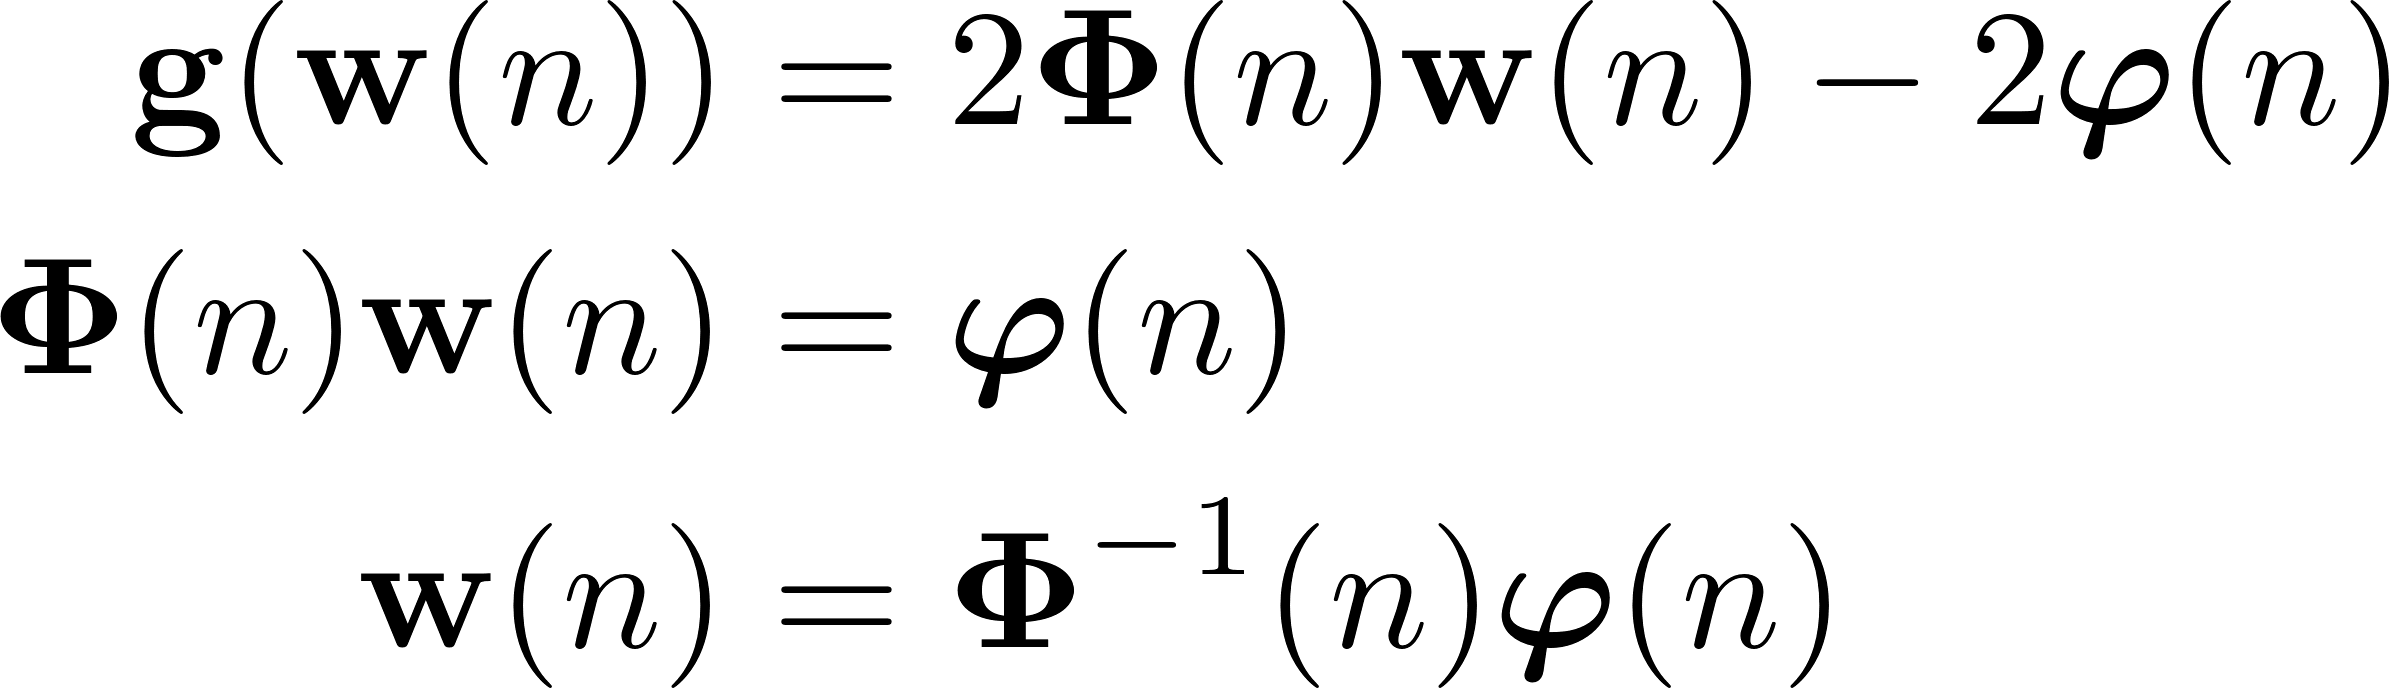 𝐠(𝐰(n)) = 2𝚽(n)𝐰(n) − 2𝛗(n)
𝚽(n)𝐰(n) = 𝛗(n)
𝐰(n) = 𝚽⁻¹(n)𝛗(n)